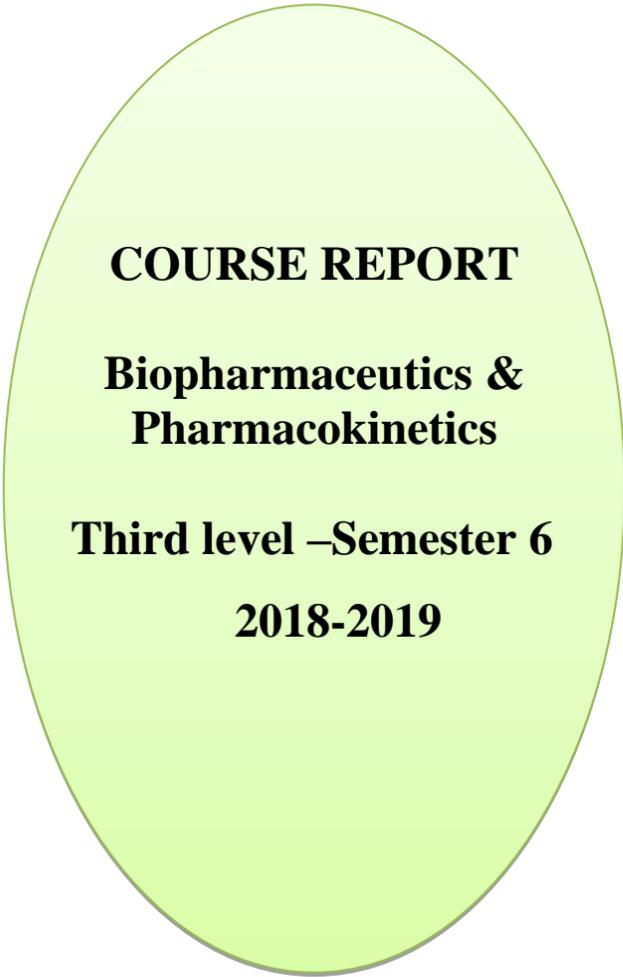 COURSE REPORT
Biopharmaceutics &
Pharmacokinetics
Third level –Semester 6
2018-2019